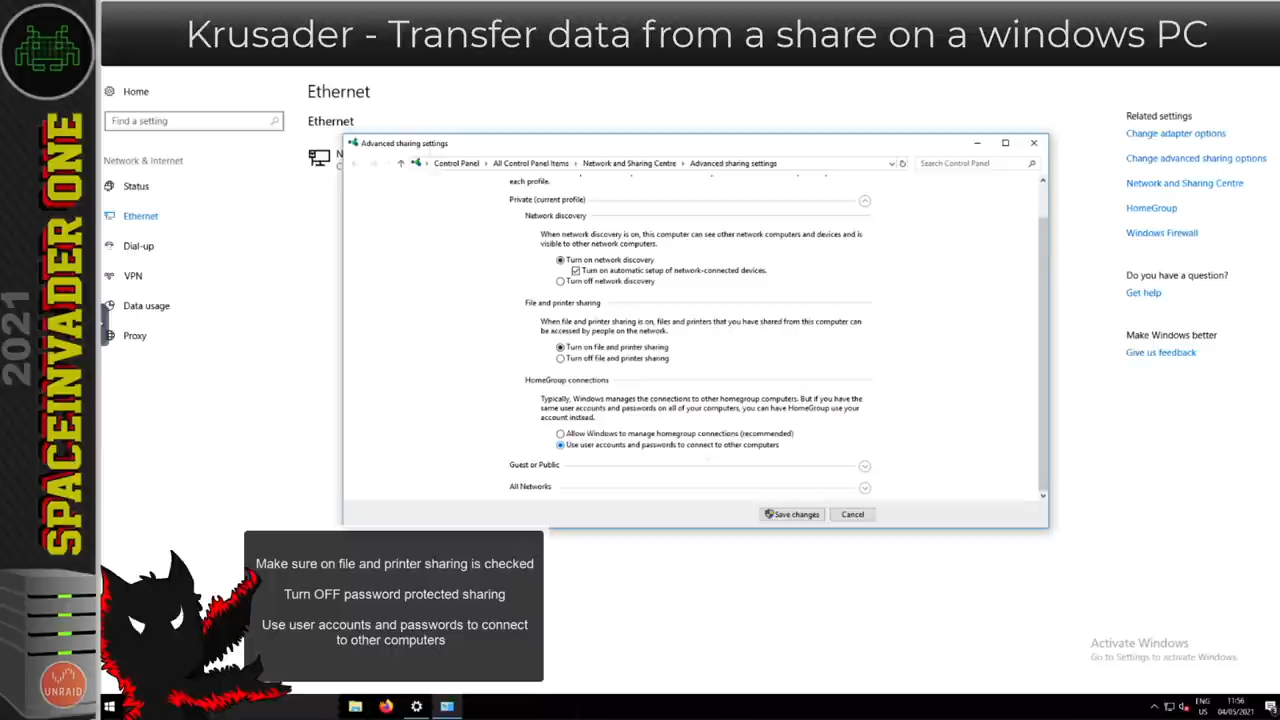 Krusader - Transfer data from a share on a windows PC
2021
SPACEINVADER ONE
UNRAID
Home
Find a setting
Network & Internet
Status
Ethernet
Dial-up
VPN
Data usage
Proxy
Ethernet
Ethernet
Advanced sharing settings
Control Panel
All Control Panel Items
Network and Sharing Centre
Advanced sharing settings
Search Control Panel
each profile.
Private (current profile)
Network discovery
When network discovery is on, this computer can see other network computers and devices and is
visible to other network computers.
Turn on network discovery
Turn on automatic setup of network-connected devices.
Turn off network discovery
File and printer sharing
When file and printer sharing is on, files and printers that you have shared from this computer can
be accessed by people on the network.
Turn on file and printer sharing
Turn off file and printer sharing
HomeGroup connections
Typically, Windows manages the connections to other homegroup computers. But if you have the
same user accounts and passwords on all of your computers, you can have HomeGroup use your
account instead.
Allow Windows to manage homegroup connections (recommended)
Use user accounts and passwords to connect to other computers
Guest or Public
All Networks
Save changes
Cancel
Related settings
Change adapter options
Change advanced sharing options
Network and Sharing Centre
HomeGroup
Windows Firewall
Do you have a question?
Get help
Make Windows better
Give us feedback
Make sure on file and printer sharing is checked
Turn OFF password protected sharing
Use user accounts and passwords to connect
to other computers
Activate Windows
Go to Settings to activate Windows.
ENG
US
11:56
04/05/2021